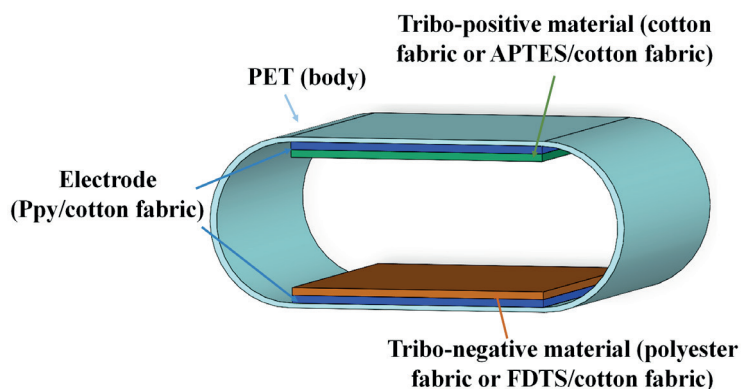 Tribo-positive material (cotton
fabric or APTES/cotton fabric)
PET (body)
Electrode
(Ppy/cotton fabric)
Tribo-negative material (polyester
fabric or FDTS/cotton fabric)